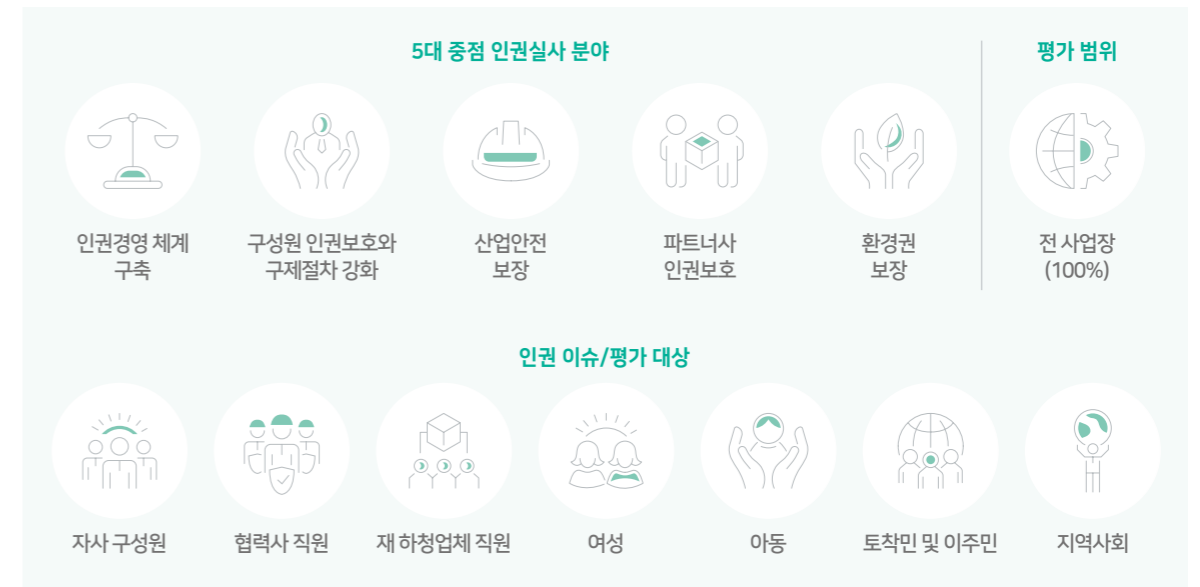 5대 중점 인권실사 분야
평가 범위
인권경영 체계
구축
구성원 인권보호와
구제절차 강화
산업안전
보장
파트너사
인권보호
환경권
보장
전 사업장
(100%)
인권 이슈/평가 대상
자사 구성원
협력사 직원
재 하청업체 직원
여성
아동
토착민 및 이주민
지역사회